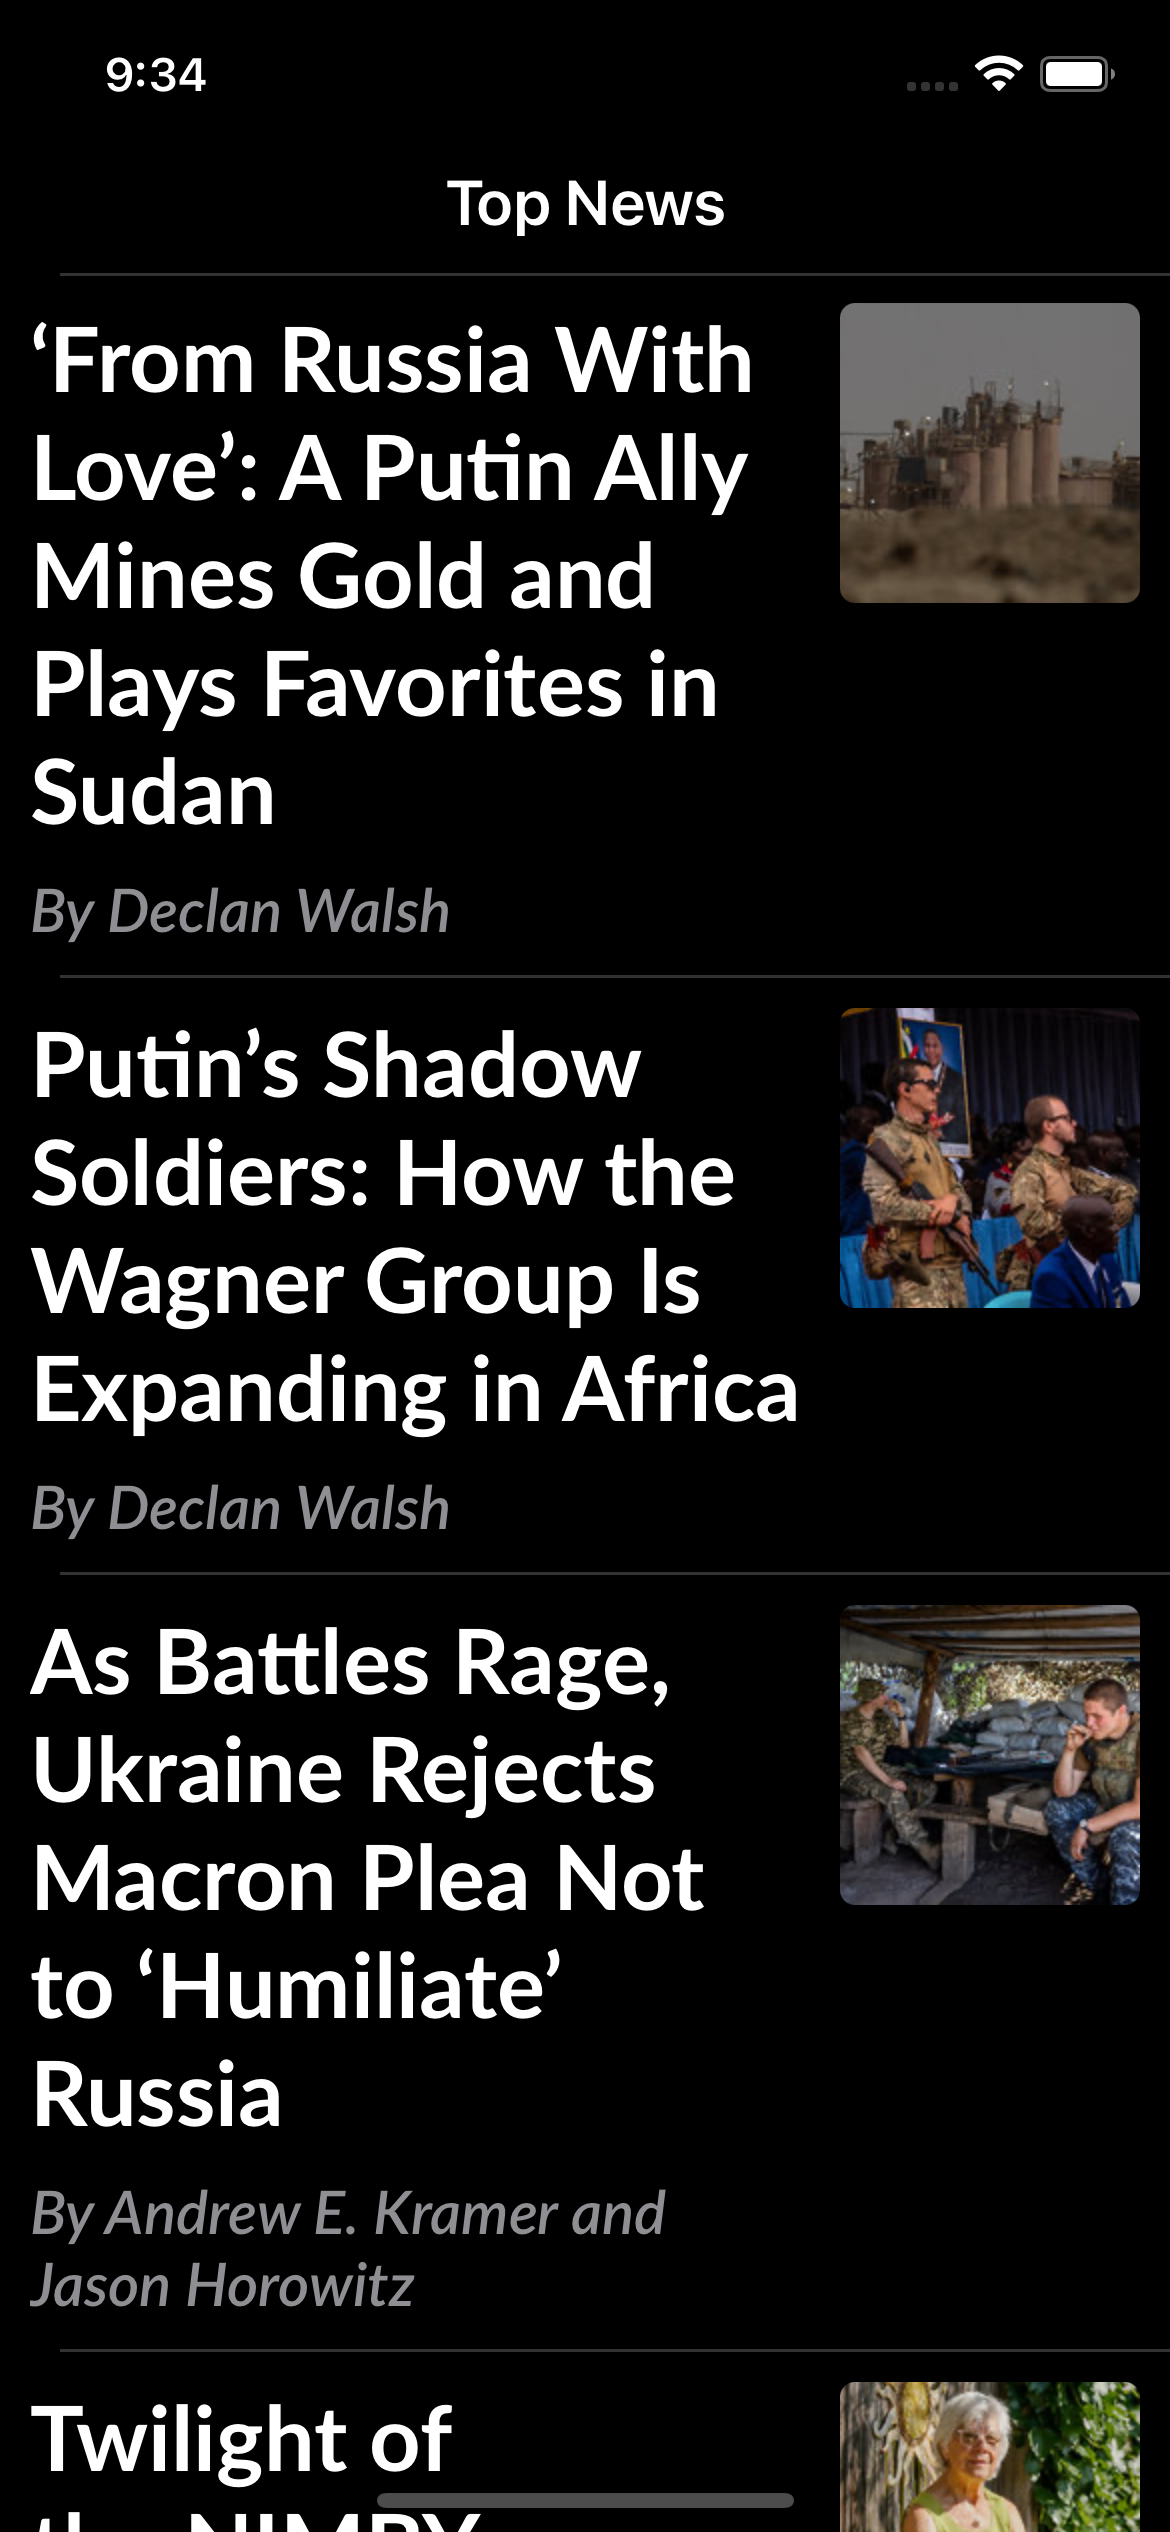 9:34
Top News
‘From Russia With
Love’: A Putin Ally
Mines Gold and
Plays Favorites in
Sudan
By Declan Walsh
Putin’s Shadow
Soldiers: How the
Wagner Group Is
Expanding in Africa
By Declan Walsh
As Battles Rage,
Ukraine Rejects
Macron Plea Not
to ‘Humiliate’
Russia
By Andrew E. Kramer and
Jason Horowitz
Twilight of
the NIMBY